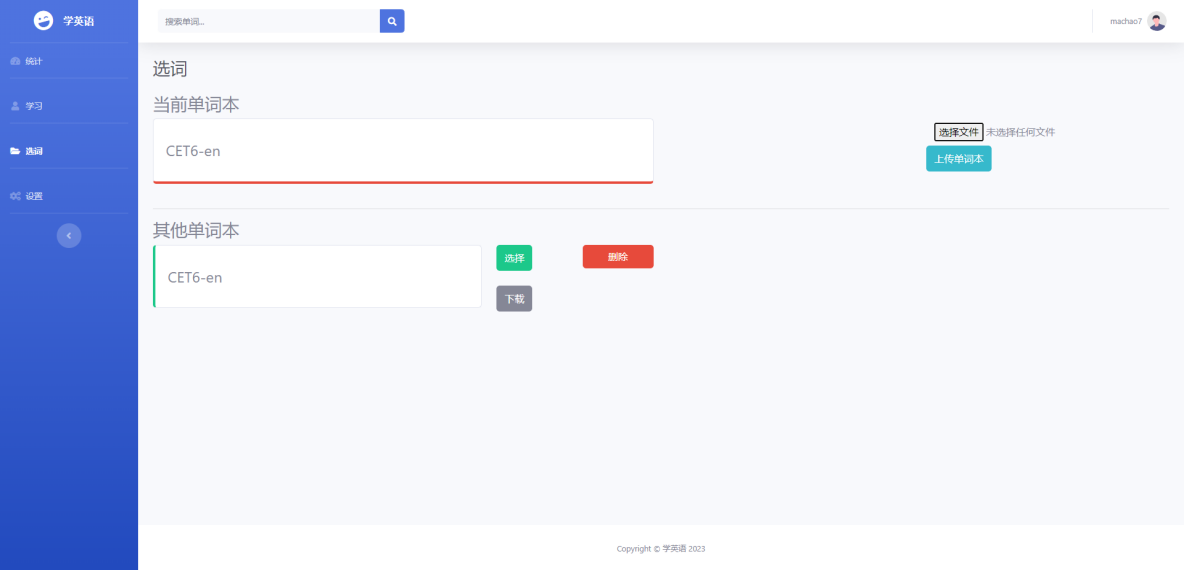 学英语
搜索单词...
machao7
统计
学习
选词
设置
选词
当前单词本
CET6-en
选择文件 未选择任何文件
上传单词本
其他单词本
CET6-en
选择
删除
下载
Copyright © 学英语 2023